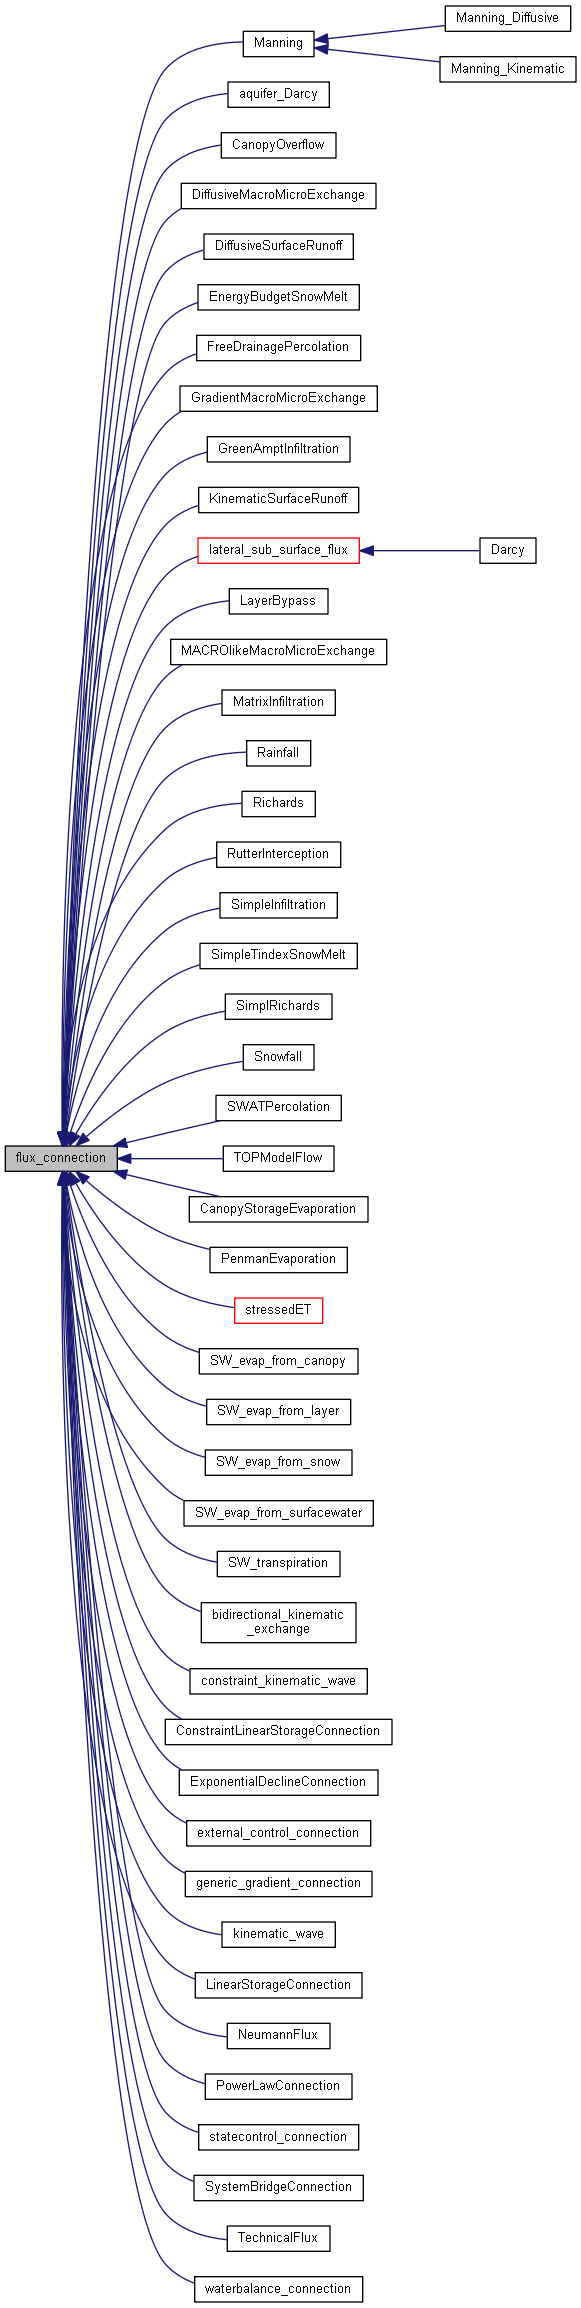 Manning_Diffusive
Manning
Manning_Kinematic
aquifer_Darcy
CanopyOverflow
DiffusiveMacroMicroExchange
DiffusiveSurfaceRunoff
EnergyBudgetSnowMelt
FreeDrainagePercolation
GradientMacroMicroExchange
GreenAmptInfiltration
KinematicSurfaceRunoff
lateral_sub_surface_flux
Darcy
LayerBypass
MACROlikeMacroMicroExchange
MatrixInfiltration
Rainfall
Richards
RutterInterception
SimpleInfiltration
SimpleTindexSnowMelt
SimplRichards
Snowfall
SWATPercolation
flux_connection
TOPModelFlow
CanopyStorageEvaporation
PenmanEvaporation
stressedET
SW_evap_from_canopy
SW_evap_from_layer
SW_evap_from_snow
SW_evap_from_surfacewater
SW_transpiration
bidirectional_kinematic
_exchange
constraint_kinematic_wave
ConstraintLinearStorageConnection
ExponentialDeclineConnection
external_control_connection
generic_gradient_connection
kinematic_wave
LinearStorageConnection
NeumannFlux
PowerLawConnection
statecontrol_connection
SystemBridgeConnection
TechnicalFlux
waterbalance_connection